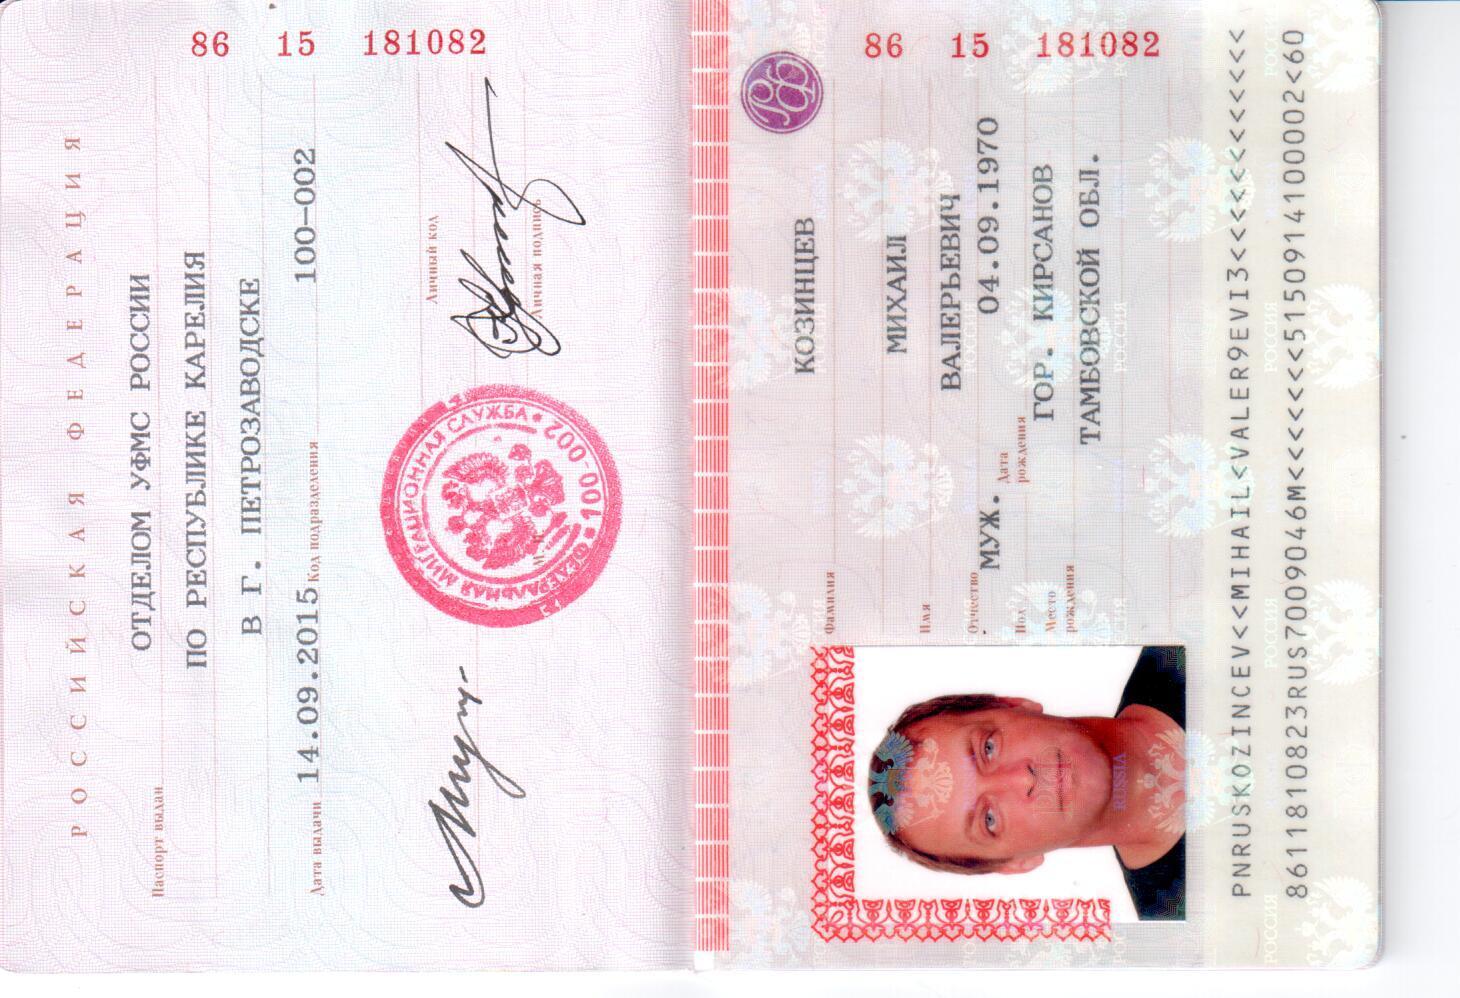 РОССИЙСКАЯ ФЕДЕРАЦИЯ
Паспорт выдан
ОТДЕЛОМ УФМС РОССИИ
ПО РЕСПУБЛИКЕ КАРЕЛИЯ
В Г. ПЕТРОЗАВОДСКЕ
Дата выдачи 14.09.2015 Код подразделения 100-002
Личный код
Личная подпись
ФЕДЕРАЛЬНАЯ МИГРАЦИОННАЯ СЛУЖБА * 100-002 *
86 15 181082
86 15 181082
Фамилия
КОЗИНЦЕВ
Имя
МИХАИЛ
Отчество
ВАЛЕРЬЕВИЧ
Пол МУЖ. Дата рождения 04.09.1970
Место рождения
ГОР. КИРСАНОВ
ТАМБОВСКОЙ ОБЛ.
РОССИЯ
RUSSIA
PNRUSKOZINCEV<<MIHAIL<VALER9EVI3<<<<<<<<<<<<
8611810823RUS7009046M<<<<<<<5150914100002<60